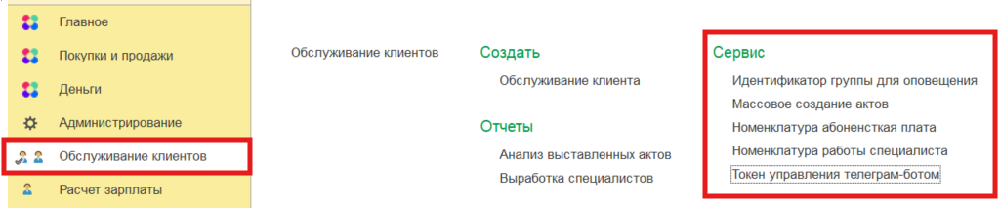 Главное
Покупки и продажи
Деньги
Администрирование
Обслуживание клиентов
Расчет зарплаты
Обслуживание клиентов
Создать
Обслуживание клиента
Отчеты
Анализ выставленных актов
Выработка специалистов
Сервис
Идентификатор группы для оповещения
Массовое создание актов
Номенклатура абоненсткая плата
Номенклатура работы специалиста
Токен управления телеграм-ботом